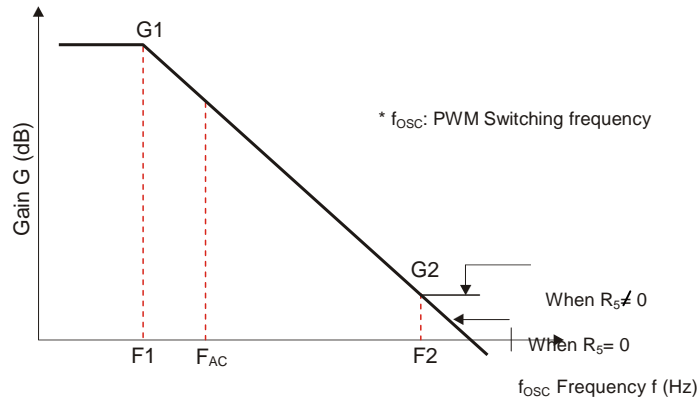 G1
* fOSC: PWM Switching frequency
Gain G (dB)
G2
When R5≠ 0
When R5= 0
F1
FAC
F2
fOSC Frequency f (Hz)